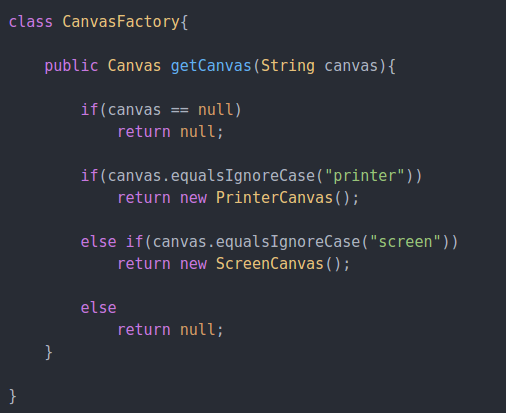 class CanvasFactory{
    public Canvas getCanvas(String canvas){
        if(canvas == null)
            return null;
        if(canvas.equalsIgnoreCase("printer"))
            return new PrinterCanvas();
        else if(canvas.equalsIgnoreCase("screen"))
            return new ScreenCanvas();
        else
            return null;
    }
}